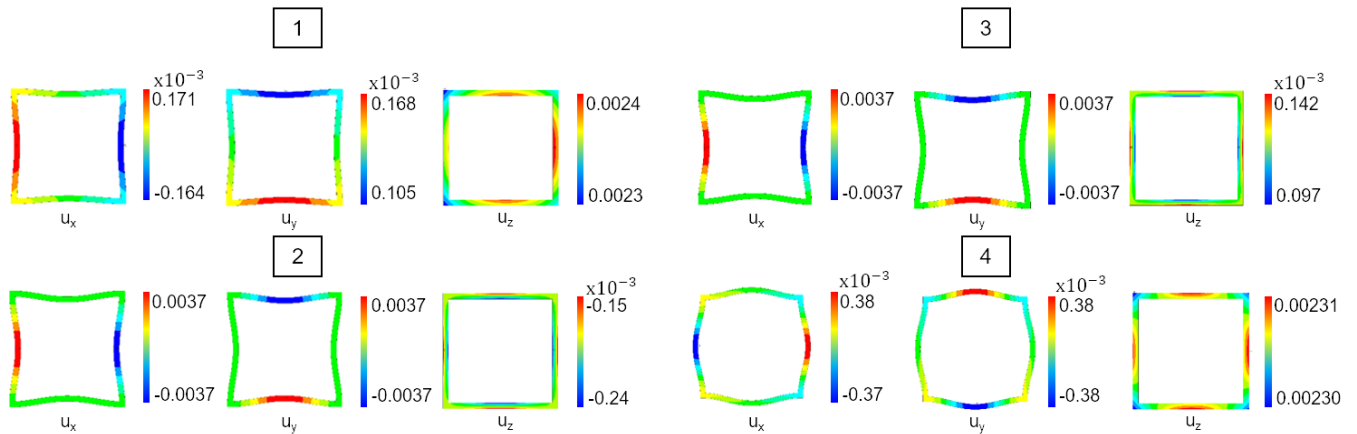 1
x10⁻³
0.171
-0.164
uₓ
x10⁻³
0.168
0.105
u_y
0.0024
0.0023
u_z
3
0.0037
-0.0037
uₓ
0.0037
-0.0037
u_y
x10⁻³
0.142
0.097
u_z
2
0.0037
-0.0037
uₓ
0.0037
-0.0037
u_y
x10⁻³
-0.15
-0.24
u_z
4
x10⁻³
0.38
-0.37
uₓ
x10⁻³
0.38
-0.38
u_y
0.00231
0.00230
u_z